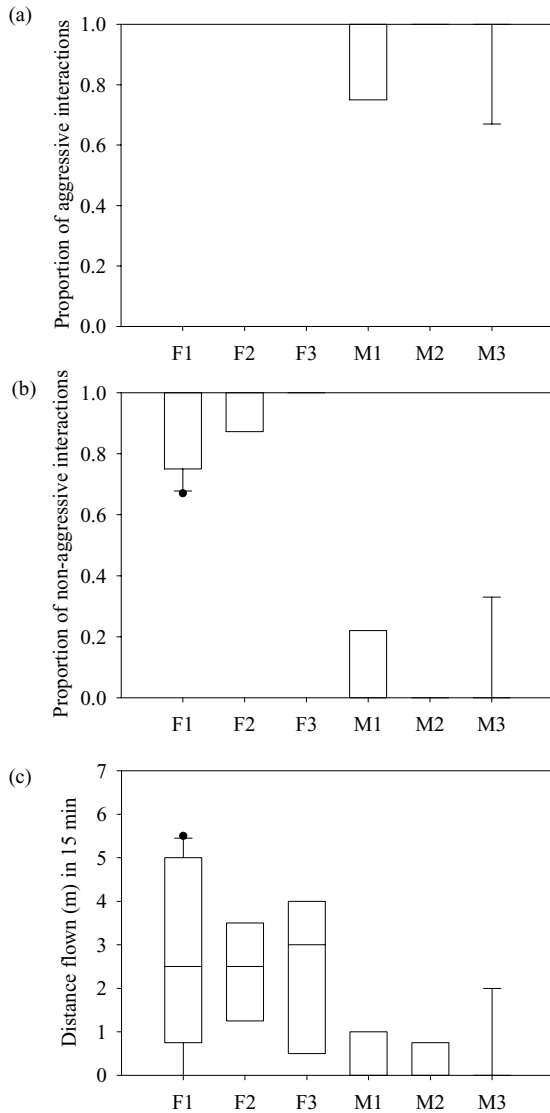 (a)
Proportion of aggressive interactions
1.0
0.8
0.6
0.4
0.2
0.0
F1 F2 F3 M1 M2 M3
(b)
Proportion of non-aggressive interactions
1.0
0.8
0.6
0.4
0.2
0.0
F1 F2 F3 M1 M2 M3
(c)
Distance flown (m) in 15 min
7
6
5
4
3
2
1
0
F1 F2 F3 M1 M2 M3